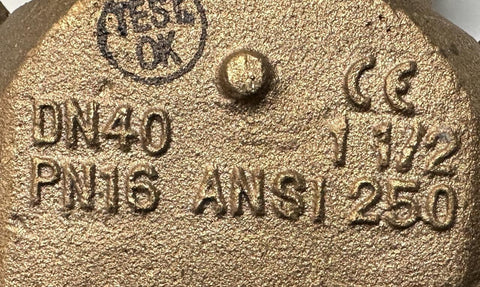 TEST
OK
CE
DN40 1 1/2
PN16 ANSI 250